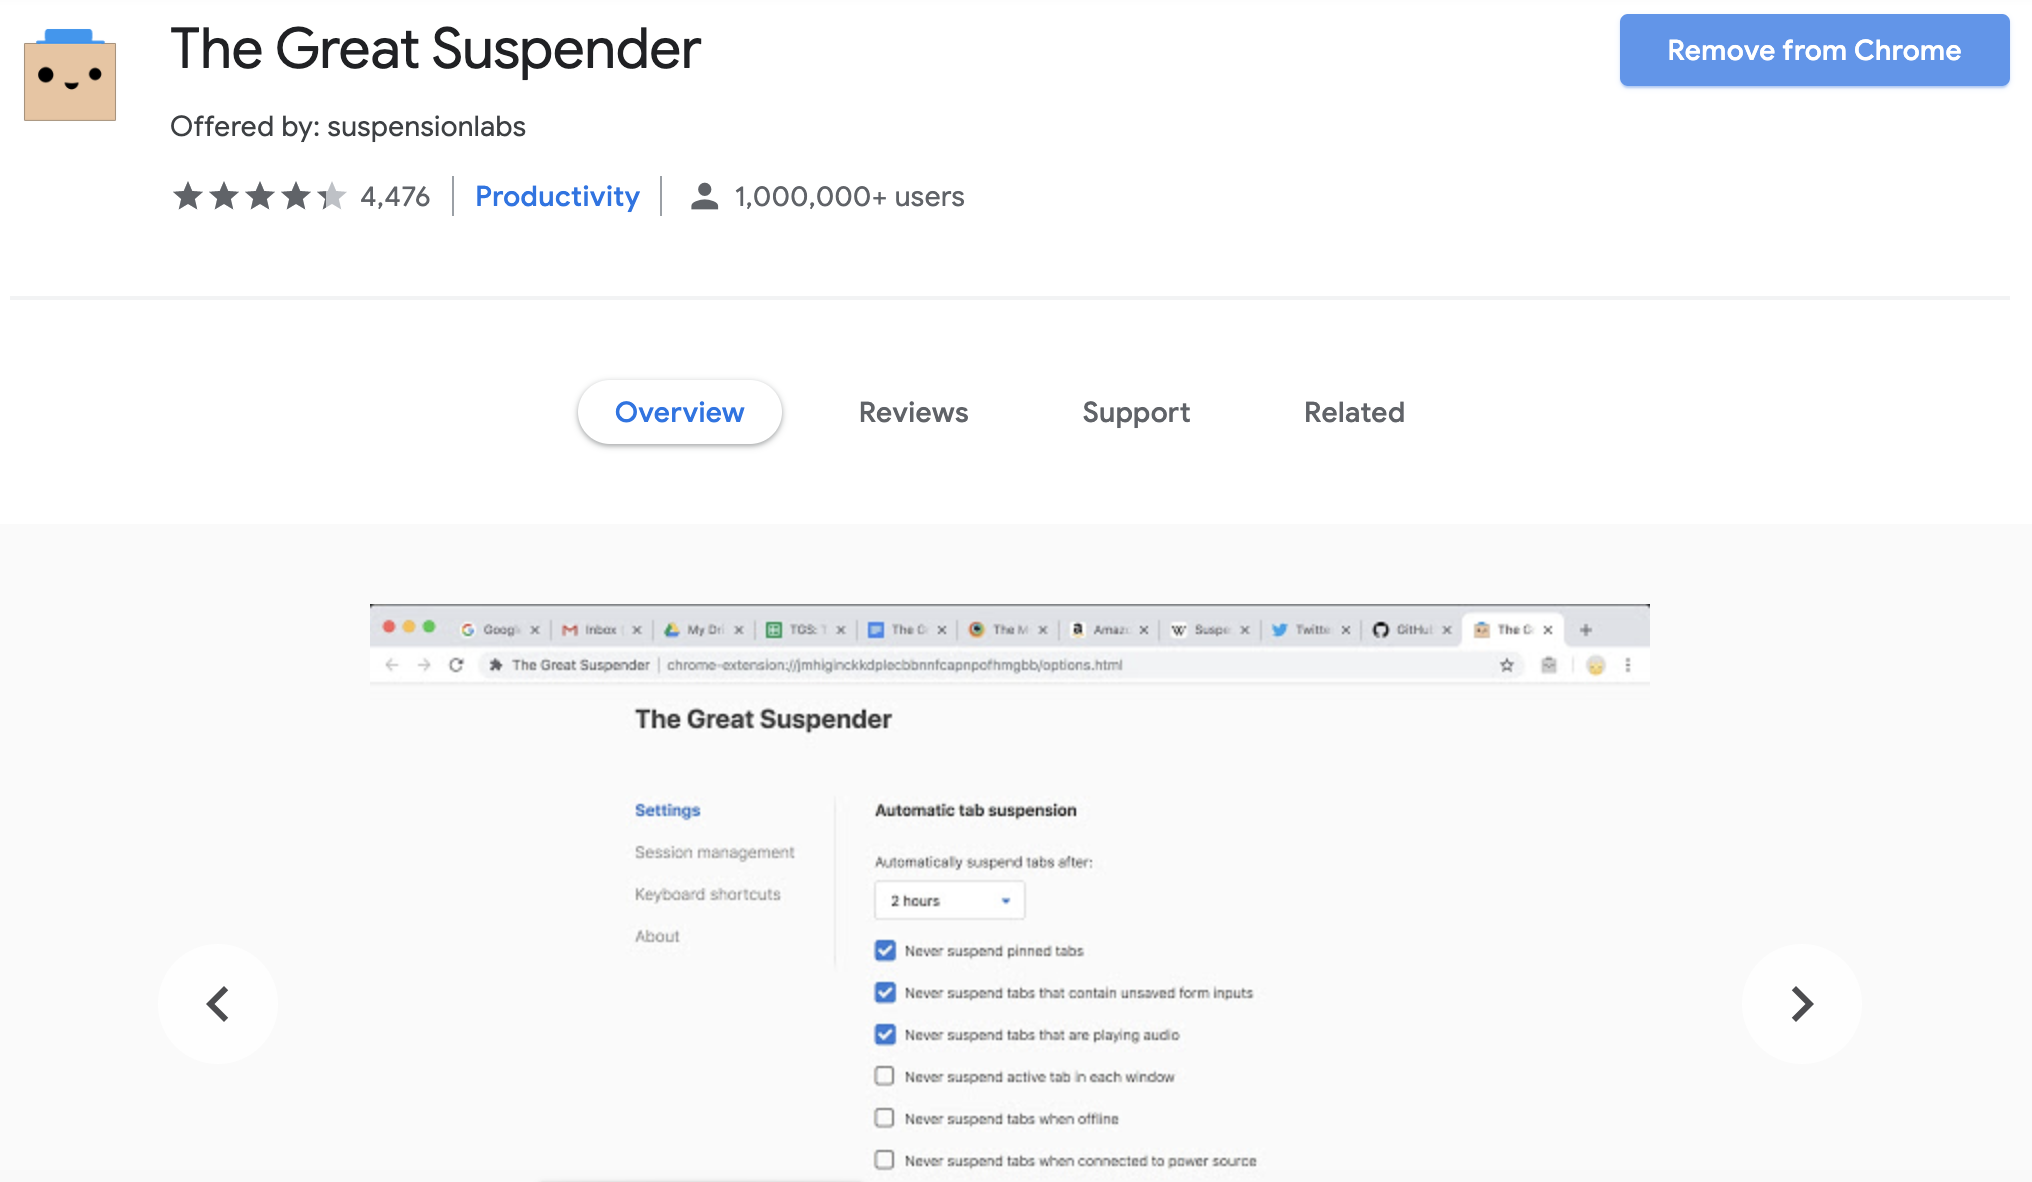 The Great Suspender
Remove from Chrome
Offered by: suspensionlabs
4,476 Productivity 1,000,000+ users
Overview Reviews Support Related
Googl Inbox My Dri TGS: T The G The M Amaz Suspe Twitte GitHu The G
The Great Suspender chrome-extension://jmhiginckkdplecbbnnfcapnpofhmgbb/options.html
The Great Suspender
Settings
Session management
Keyboard shortcuts
About
Automatic tab suspension
Automatically suspend tabs after:
2 hours
Never suspend pinned tabs
Never suspend tabs that contain unsaved form inputs
Never suspend tabs that are playing audio
Never suspend active tab in each window
Never suspend tabs when offline
Never suspend tabs when connected to power source